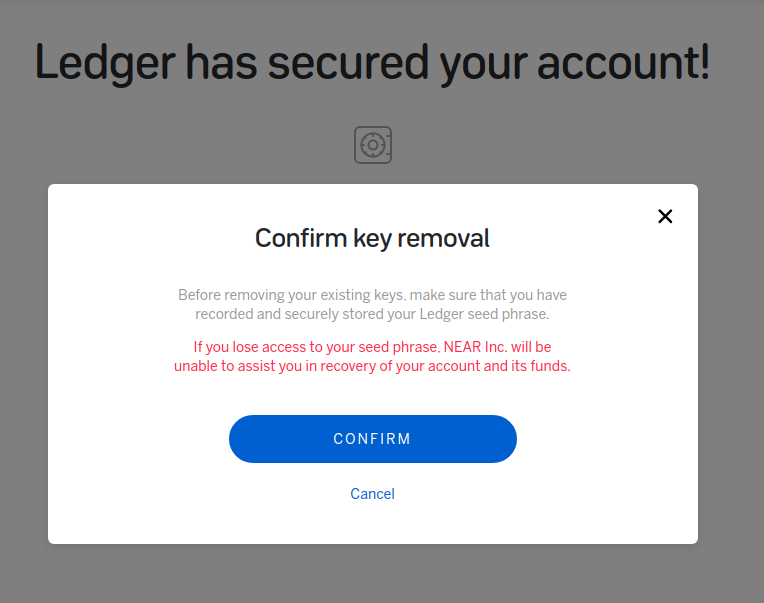 Ledger has secured your account!
Confirm key removal
Before removing your existing keys, make sure that you have
recorded and securely stored your Ledger seed phrase.
If you lose access to your seed phrase, NEAR Inc. will be
unable to assist you in recovery of your account and its funds.
CONFIRM
Cancel